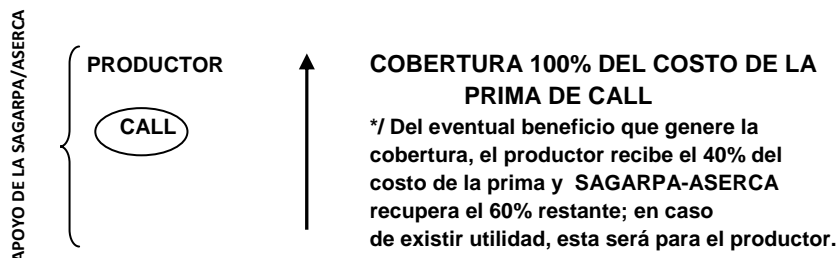 APOYO DE LA SAGARPA/ASERCA
PRODUCTOR
CALL
COBERTURA 100% DEL COSTO DE LA
PRIMA DE CALL
*/ Del eventual beneficio que genere la
cobertura, el productor recibe el 40% del
costo de la prima y SAGARPA-ASERCA
recupera el 60% restante; en caso
de existir utilidad, esta será para el productor.